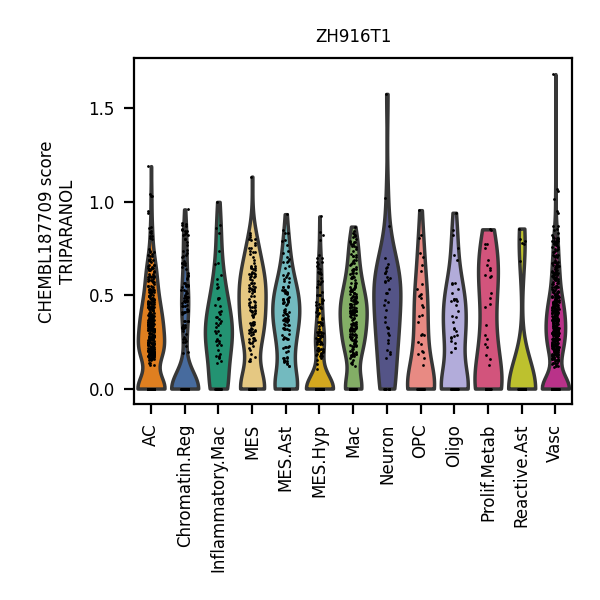 ZH916T1
CHEMBL187709 score
TRIPARANOL
1.5
1.0
0.5
0.0
AC
Chromatin.Reg
Inflammatory.Mac
MES
MES.Ast
MES.Hyp
Mac
Neuron
OPC
Oligo
Prolif.Metab
Reactive.Ast
Vasc